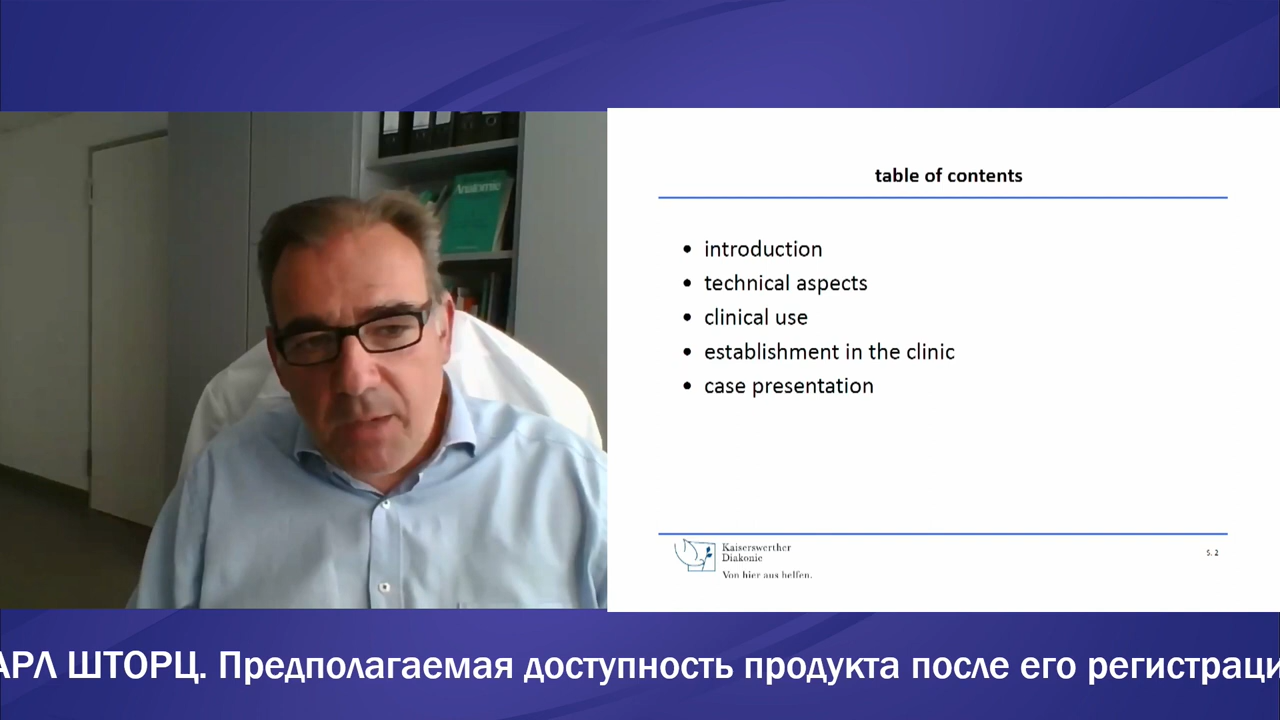 Anatomie
table of contents
• introduction
• technical aspects
• clinical use
• establishment in the clinic
• case presentation
Kaiserswerther
Diakonie
Von hier aus helfen.
S. 2
АРЛ ШТОРЦ. Предполагаемая доступность продукта после его регистраци